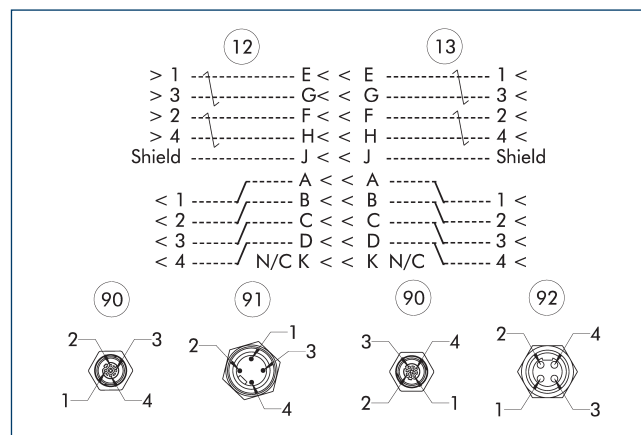 12 13
> 1 ---------------- E < < E ---------------- 1 <
> 3 ---------------- G < < G ---------------- 3 <
> 2 ---------------- F < < F ---------------- 2 <
> 4 ---------------- H < < H ---------------- 4 <
Shield ---------------- J < < J ---------------- Shield
A < < A
< 1 ------- B < < B ------- 1 <
< 2 ------- C < < C ------- 2 <
< 3 ------- D < < D ------- 3 <
< 4 ------- N/C K < < K N/C ------- 4 <
90 91 90 92
2 3 2 1 3 4 2 4
3
1 4 4 2 1 1 3